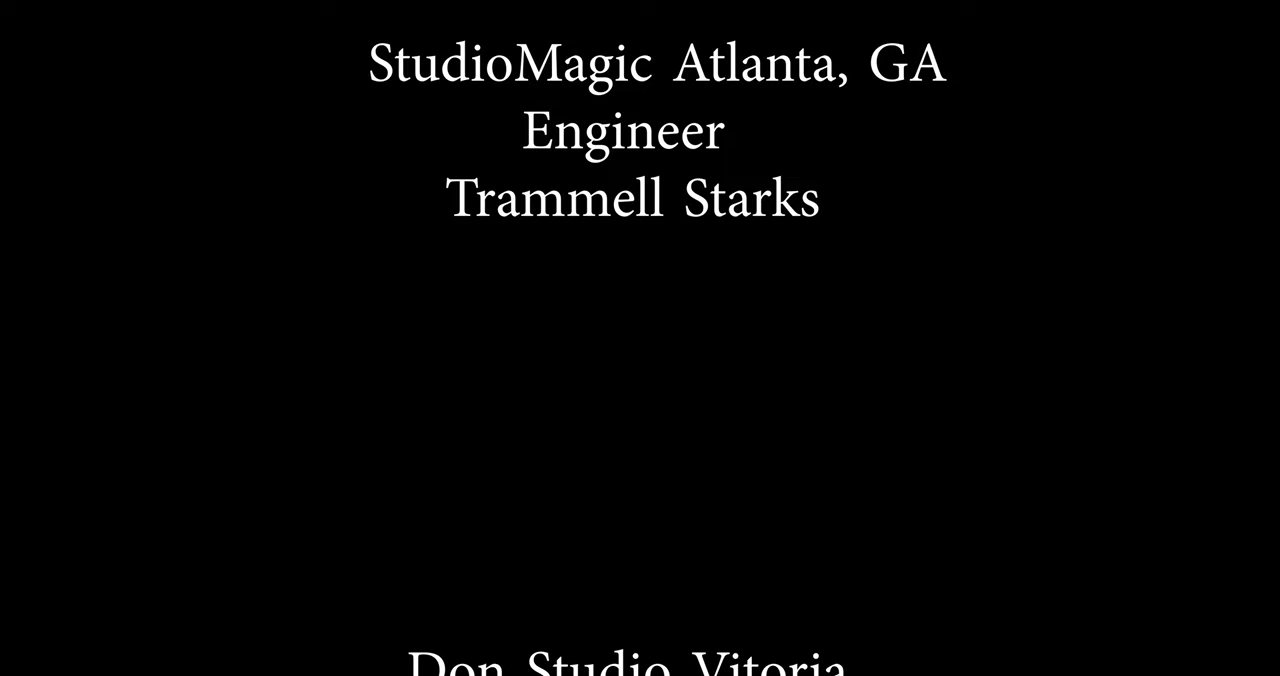 StudioMagic Atlanta, GA
Engineer
Trammell Starks
Don Studio Vitoria